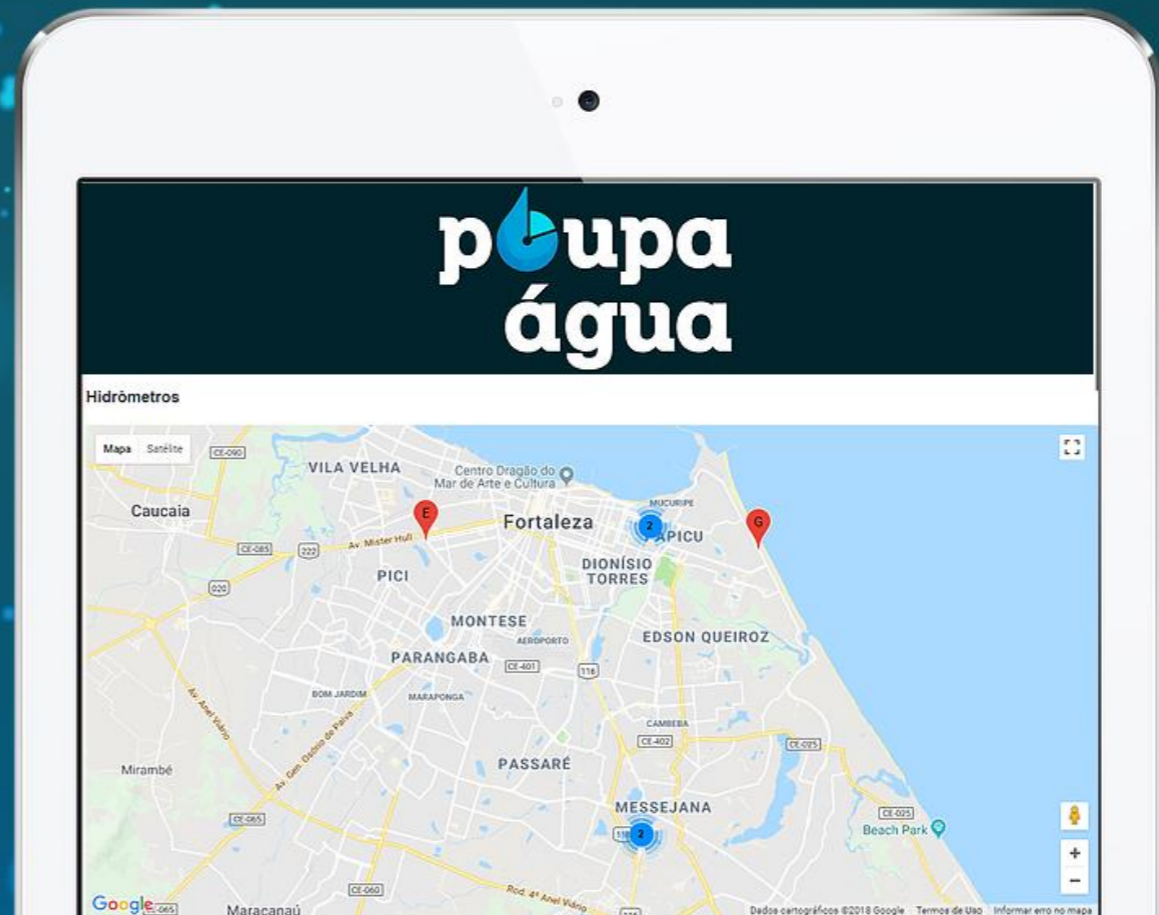 poupa
água
Hidrômetros
Mapa Satélite
CE-090
VILA VELHA
Centro Dragão do
Mar de Arte e Cultura
Caucaia
E
Fortaleza
MUCURIPE
2
PAPICU
G
CE-085
222
Av. Mister Hull
DIONÍSIO
TORRES
PICI
020
MONTESE
AEROPORTO
EDSON QUEIROZ
PARANGABA
CE-401
116
BOM JARDIM
MARAPONGA
Av. Anel Viário
Av. Gen. Osório de Paiva
CAMBEBA
CE-402
CE-025
PASSARÉ
Mirambé
MESSEJANA
CE-065
2
CE-025
Beach Park
+
−
CE-060
Rod. 4º Anel Viário
Google
Maracanaú
Dados cartográficos ©2018 Google Termos de Uso Informar erro no mapa